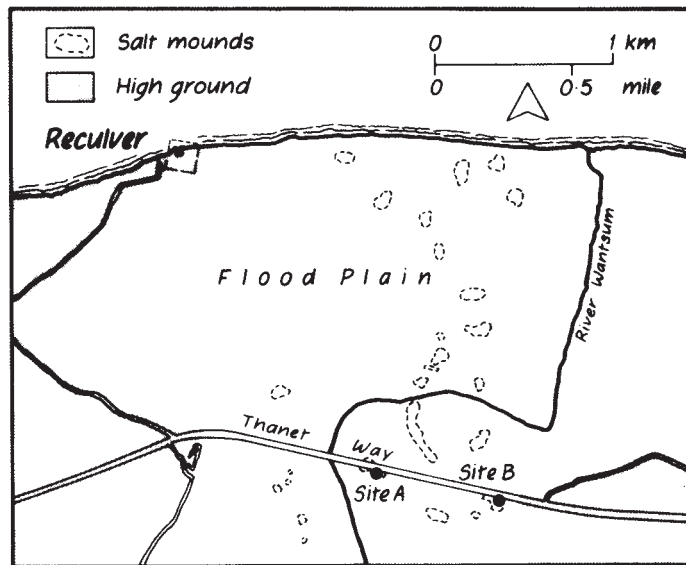 Salt mounds
High ground
0 1 km
0 0·5 mile
Reculver
Flood Plain
River Wantsum
Thanet Way
Site A
Site B